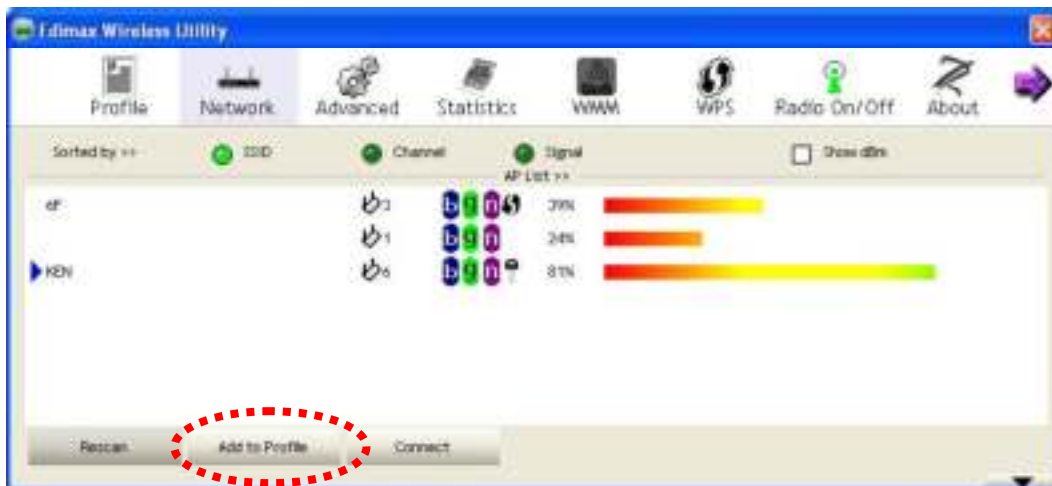 Edimax Wireless Utility
Profile Network Advanced Statistics WMM WPS Radio On/Off About
Sorted by >> SSID Channel Signal Show dBm
AP List >>
3 b g n 39%
1 b g n 24%
KEN 6 b g n 81%
Rescan Add to Profile Connect